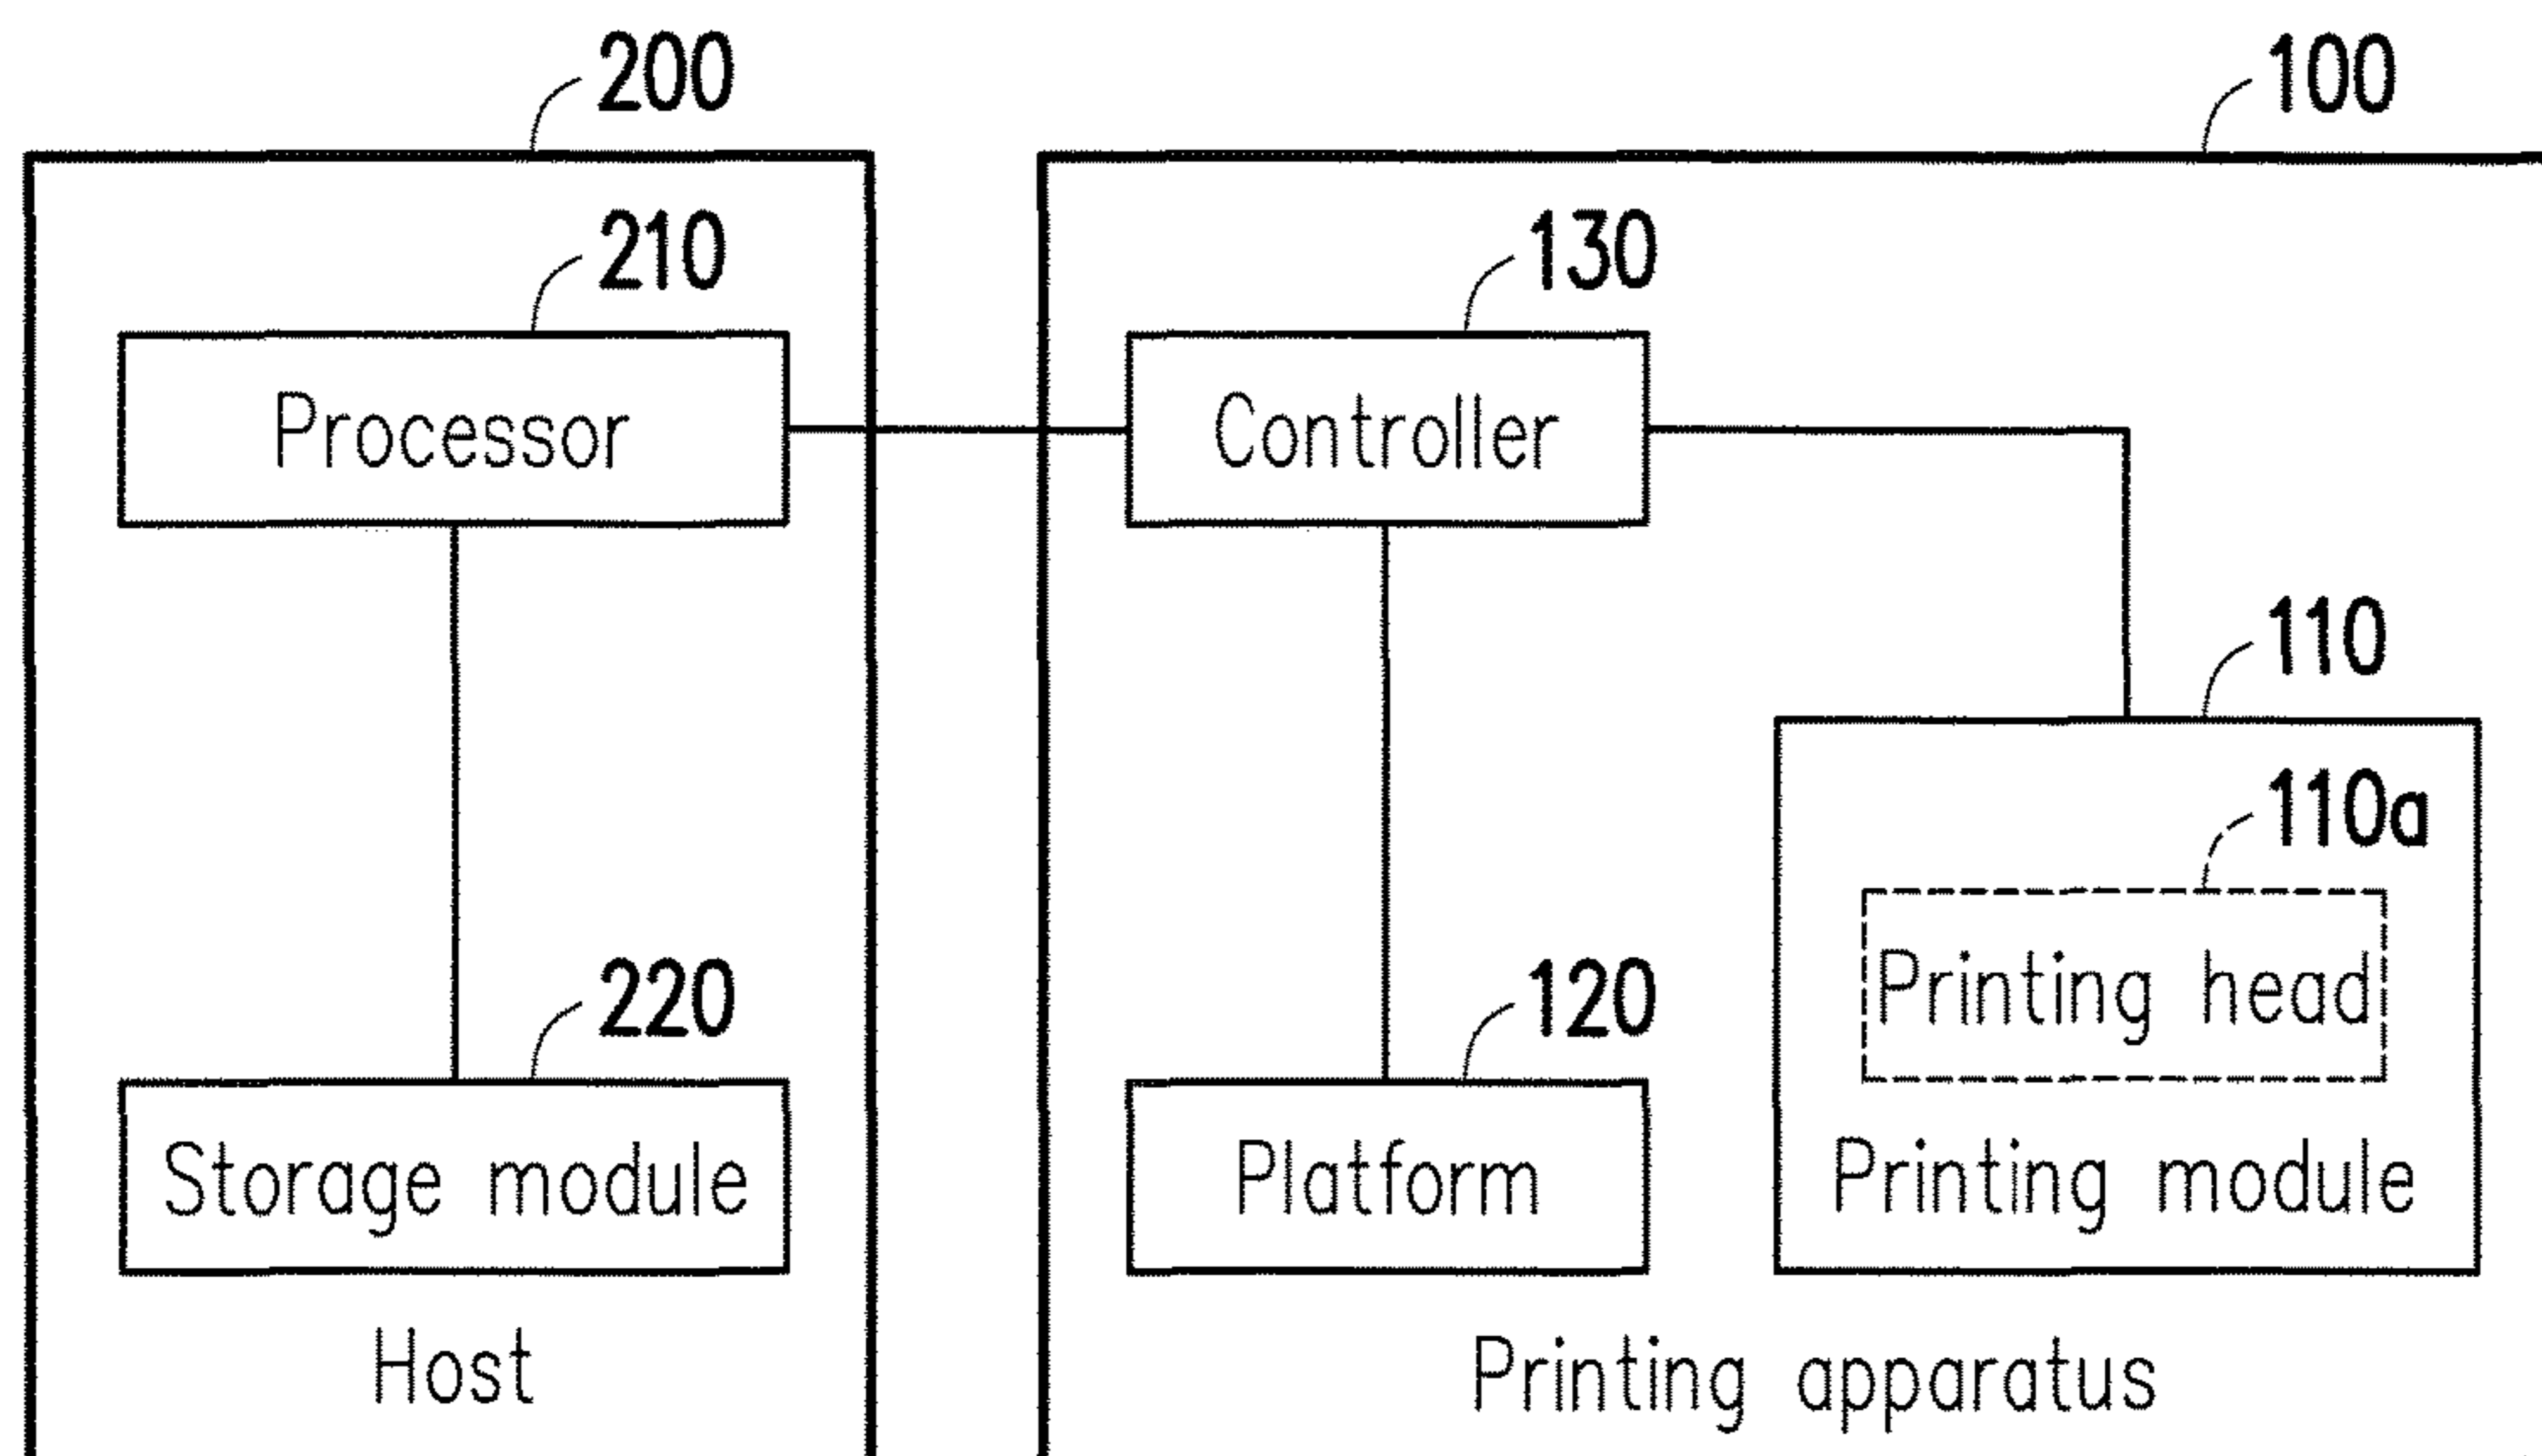 200
100
210
130
Processor
Controller
110
110a
220
120
Printing head
Storage module
Platform
Printing module
Host
Printing apparatus